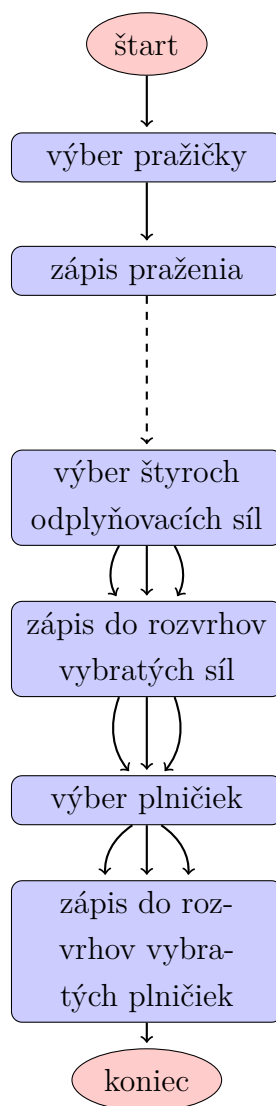 štart
výber pražičky
zápis praženia
výber štyroch
odplyňovacích síl
zápis do rozvrhov
vybratých síl
výber plničiek
zápis do roz-
vrhov vybra-
tých plničiek
koniec